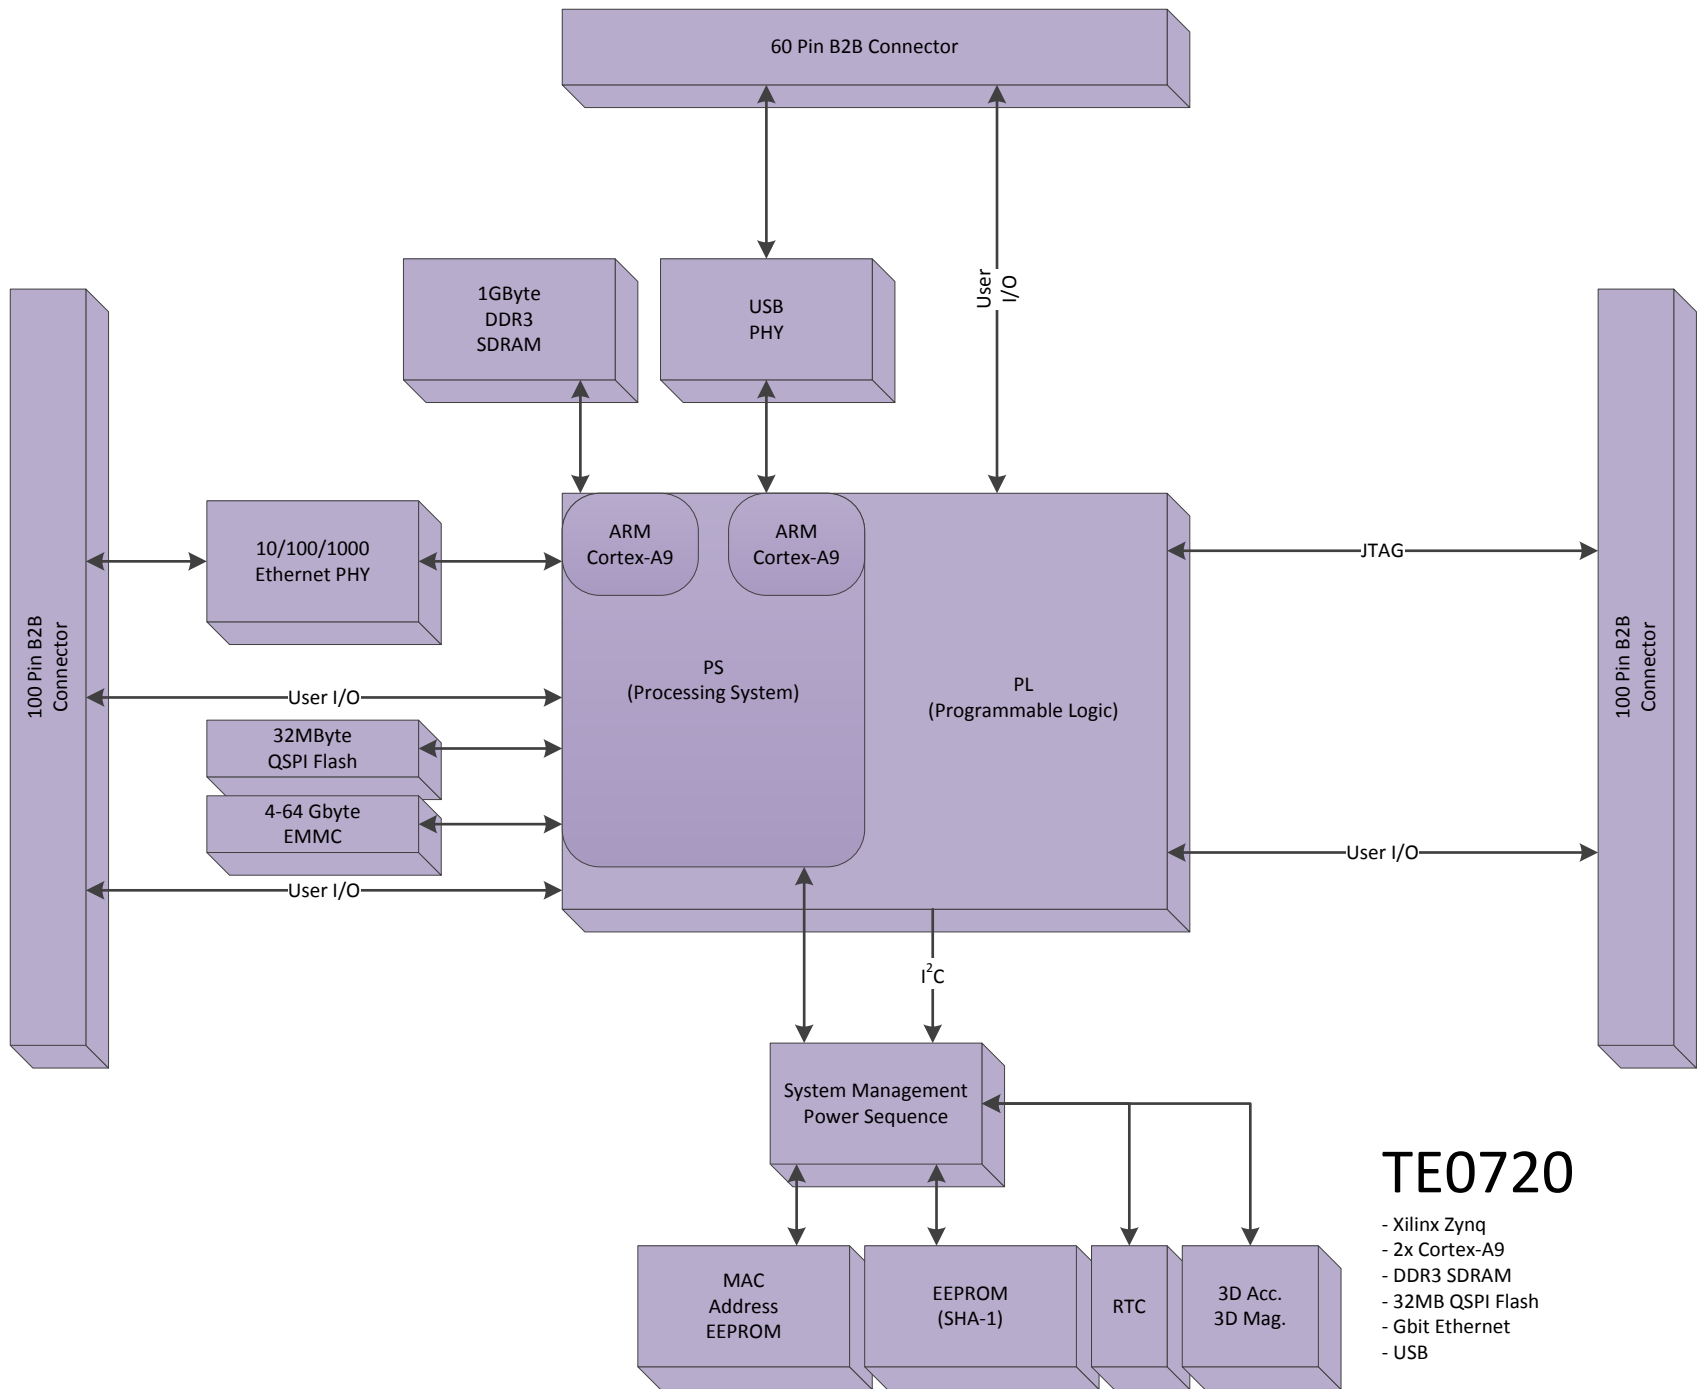 60 Pin B2B Connector
1GByte
DDR3
SDRAM
USB
PHY
User
I/O
100 Pin B2B
Connector
10/100/1000
Ethernet PHY
ARM
Cortex-A9
ARM
Cortex-A9
JTAG
100 Pin B2B
Connector
PS
(Processing System)
PL
(Programmable Logic)
User I/O
32MByte
QSPI Flash
4-64 Gbyte
EMMC
User I/O
User I/O
I²C
System Management
Power Sequence
MAC
Address
EEPROM
EEPROM
(SHA-1)
RTC
3D Acc.
3D Mag.
TE0720
- Xilinx Zynq
- 2x Cortex-A9
- DDR3 SDRAM
- 32MB QSPI Flash
- Gbit Ethernet
- USB